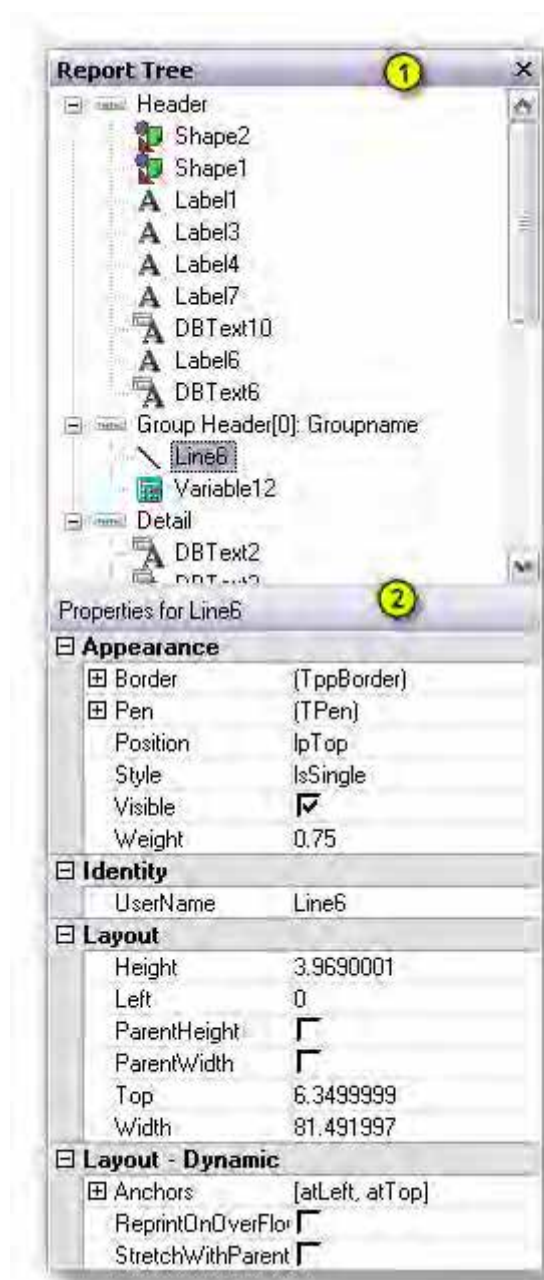 Report Tree 1
Header
Shape2
Shape1
Label1
Label3
Label4
Label7
DBText10
Label6
DBText6
Group Header[0]: Groupname
Line6
Variable12
Detail
DBText2
Properties for Line6 2
Appearance
Border (TppBorder)
Pen (TPen)
Position lpTop
Style lsSingle
Visible
Weight 0.75
Identity
UserName Line6
Layout
Height 3.9690001
Left 0
ParentHeight
ParentWidth
Top 6.3499999
Width 81.491997
Layout - Dynamic
Anchors [atLeft, atTop]
ReprintOnOverFlo
StretchWithParent